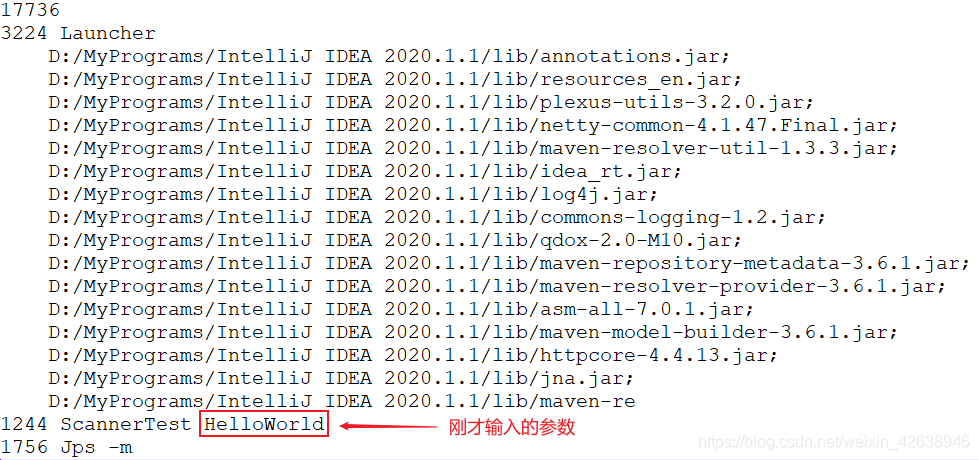 17736
3224 Launcher
D:/MyPrograms/IntelliJ IDEA 2020.1.1/lib/annotations.jar;
D:/MyPrograms/IntelliJ IDEA 2020.1.1/lib/resources_en.jar;
D:/MyPrograms/IntelliJ IDEA 2020.1.1/lib/plexus-utils-3.2.0.jar;
D:/MyPrograms/IntelliJ IDEA 2020.1.1/lib/netty-common-4.1.47.Final.jar;
D:/MyPrograms/IntelliJ IDEA 2020.1.1/lib/maven-resolver-util-1.3.3.jar;
D:/MyPrograms/IntelliJ IDEA 2020.1.1/lib/idea_rt.jar;
D:/MyPrograms/IntelliJ IDEA 2020.1.1/lib/log4j.jar;
D:/MyPrograms/IntelliJ IDEA 2020.1.1/lib/commons-logging-1.2.jar;
D:/MyPrograms/IntelliJ IDEA 2020.1.1/lib/qdox-2.0-M10.jar;
D:/MyPrograms/IntelliJ IDEA 2020.1.1/lib/maven-repository-metadata-3.6.1.jar;
D:/MyPrograms/IntelliJ IDEA 2020.1.1/lib/maven-resolver-provider-3.6.1.jar;
D:/MyPrograms/IntelliJ IDEA 2020.1.1/lib/asm-all-7.0.1.jar;
D:/MyPrograms/IntelliJ IDEA 2020.1.1/lib/maven-model-builder-3.6.1.jar;
D:/MyPrograms/IntelliJ IDEA 2020.1.1/lib/httpcore-4.4.13.jar;
D:/MyPrograms/IntelliJ IDEA 2020.1.1/lib/jna.jar;
D:/MyPrograms/IntelliJ IDEA 2020.1.1/lib/maven-re
1244 ScannerTest HelloWorld 刚才输入的参数
1756 Jps -m
https://blog.csdn.net/weixin_42638946